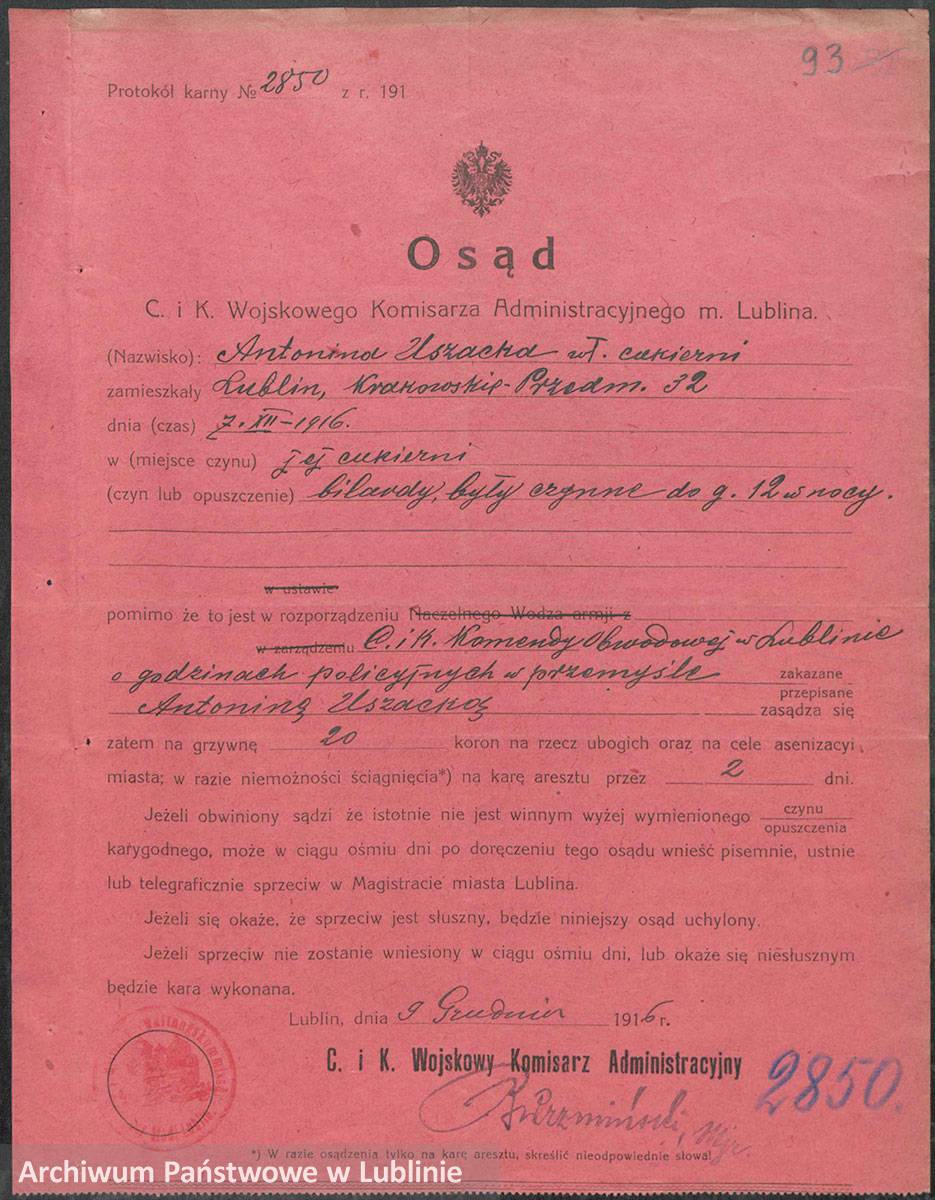 93
Protokół karny № 2850 z r. 191
Osąd
C. i K. Wojskowego Komisarza Administracyjnego m. Lublina.
(Nazwisko): Antonina Uszacka wł. cukierni
zamieszkały Lublin, Krakowskie-Przedm. 32
dnia (czas) 7. XII – 1916.
w (miejsce czynu) jej cukierni
(czyn lub opuszczenie) bilardy, były czynne do g. 12 w nocy.
w ustawie
pomimo że to jest w rozporządzeniu Naczelnego Wodza armji z
w zarządzeniu C. i K. Komendy Obwodowej w Lublinie
o godzinach policyjnych w przemyśle zakazane
przepisane
Antoninę Uszacką zasądza się
zatem na grzywnę 20 koron na rzecz ubogich oraz na cele asenizacyi
miasta; w razie niemożności ściągnięcia*) na karę aresztu przez 2 dni.
Jeżeli obwiniony sądzi że istotnie nie jest winnym wyżej wymienionego czynu
opuszczenia
karygodnego, może w ciągu ośmiu dni po doręczeniu tego osądu wnieść pisemnie, ustnie
lub telegraficznie sprzeciw w Magistracie miasta Lublina.
Jeżeli się okaże, że sprzeciw jest słuszny, będzie niniejszy osąd uchylony.
Jeżeli sprzeciw nie zostanie wniesiony w ciągu ośmiu dni, lub okaże się niesłusznym
będzie kara wykonana.
Lublin, dnia 9 Grudnia 1916 r.
C. i K. Wojskowy Komisarz Administracyjny
2850.
*) W razie osądzenia tylko na karę aresztu, skreślić nieodpowiednie słowa!
Archiwum Państwowe w Lublinie